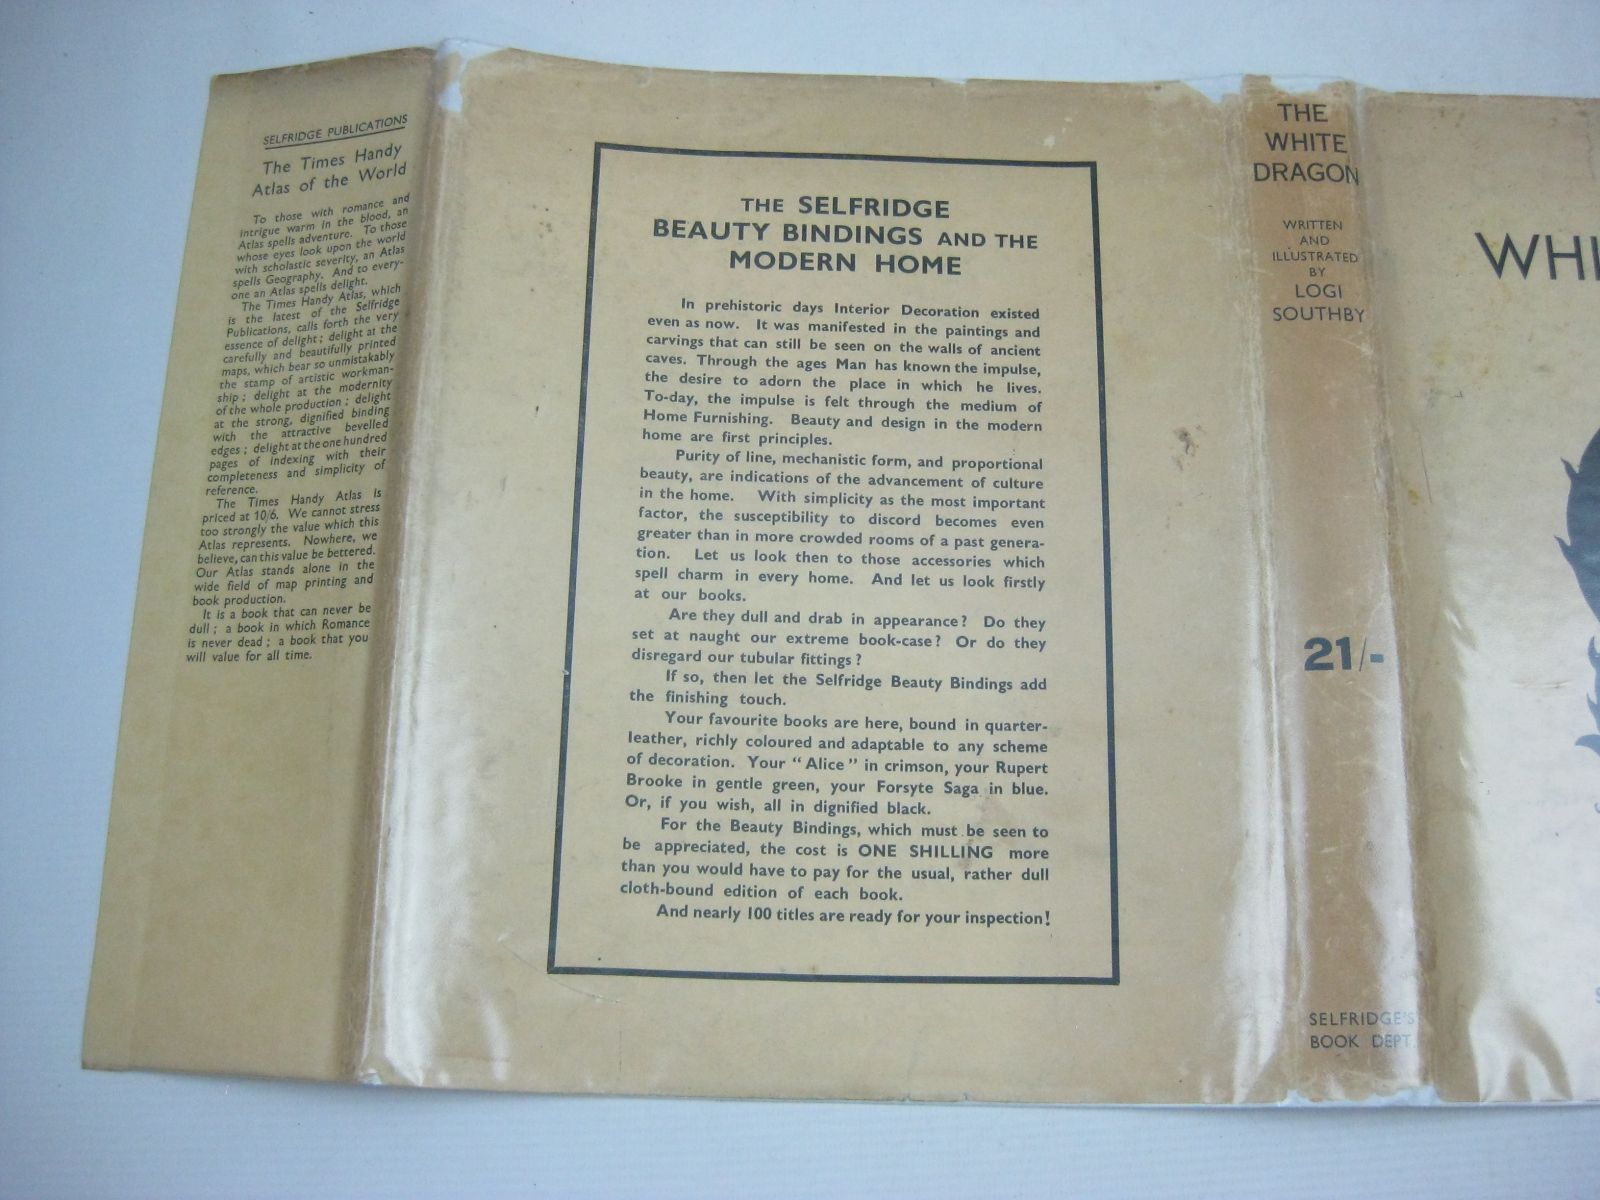 SELFRIDGE PUBLICATIONS
The Times Handy
Atlas of the World
To those with romance and
intrigue warm in the blood, an
Atlas spells adventure. To those
whose eyes look upon the world
with scholastic severity, an Atlas
spells Geography. And to every-
one an Atlas spells delight.
The Times Handy Atlas, which
is the latest of the Selfridge
Publications, calls forth the very
essence of delight; delight at the
carefully and beautifully printed
maps, which bear so unmistakably
the stamp of artistic workman-
ship; delight at the modernity
of the whole production; delight
at the strong, dignified binding
with the attractive bevelled
edges; delight at the one hundred
pages of indexing with their
completeness and simplicity of
reference.
The Times Handy Atlas is
priced at 10/6. We cannot stress
too strongly the value which this
Atlas represents. Nowhere, we
believe, can this value be bettered.
Our Atlas stands alone in the
wide field of map printing and
book production.
It is a book that can never be
dull; a book in which Romance
is never dead; a book that you
will value for all time.
THE SELFRIDGE
BEAUTY BINDINGS AND THE
MODERN HOME
In prehistoric days Interior Decoration existed
even as now. It was manifested in the paintings and
carvings that can still be seen on the walls of ancient
caves. Through the ages Man has known the impulse,
the desire to adorn the place in which he lives.
To-day, the impulse is felt through the medium of
Home Furnishing. Beauty and design in the modern
home are first principles.
Purity of line, mechanistic form, and proportional
beauty, are indications of the advancement of culture
in the home. With simplicity as the most important
factor, the susceptibility to discord becomes even
greater than in more crowded rooms of a past genera-
tion. Let us look then to those accessories which
spell charm in every home. And let us look firstly
at our books.
Are they dull and drab in appearance? Do they
set at naught our extreme book-case? Or do they
disregard our tubular fittings?
If so, then let the Selfridge Beauty Bindings add
the finishing touch.
Your favourite books are here, bound in quarter-
leather, richly coloured and adaptable to any scheme
of decoration. Your "Alice" in crimson, your Rupert
Brooke in gentle green, your Forsyte Saga in blue.
Or, if you wish, all in dignified black.
For the Beauty Bindings, which must be seen to
be appreciated, the cost is ONE SHILLING more
than you would have to pay for the usual, rather dull
cloth-bound edition of each book.
And nearly 100 titles are ready for your inspection!
THE
WHITE
DRAGON
WRITTEN
AND
ILLUSTRATED
BY
LOGI
SOUTHBY
21/-
SELFRIDGE'S
BOOK DEPT.
WHI